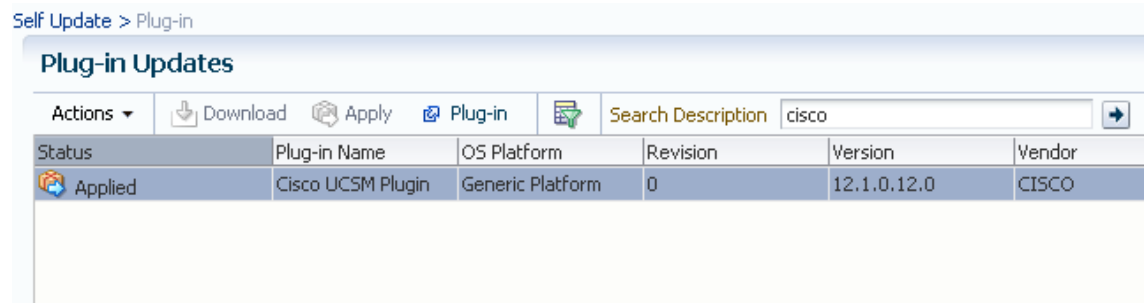 Self Update > Plug-in
Plug-in Updates
Actions Download Apply Plug-in Search Description cisco
Status Plug-in Name OS Platform Revision Version Vendor
Applied Cisco UCSM Plugin Generic Platform 0 12.1.0.12.0 CISCO